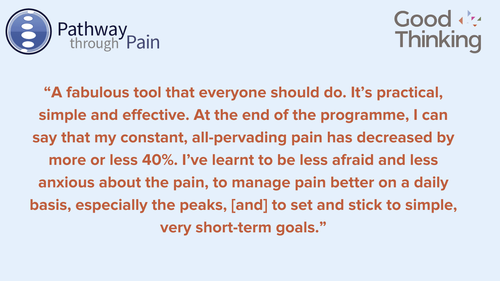 Pathway
through Pain
Good
Thinking
“A fabulous tool that everyone should do. It’s practical,
simple and effective. At the end of the programme, I can
say that my constant, all-pervading pain has decreased by
more or less 40%. I’ve learnt to be less afraid and less
anxious about the pain, to manage pain better on a daily
basis, especially the peaks, [and] to set and stick to simple,
very short-term goals.”